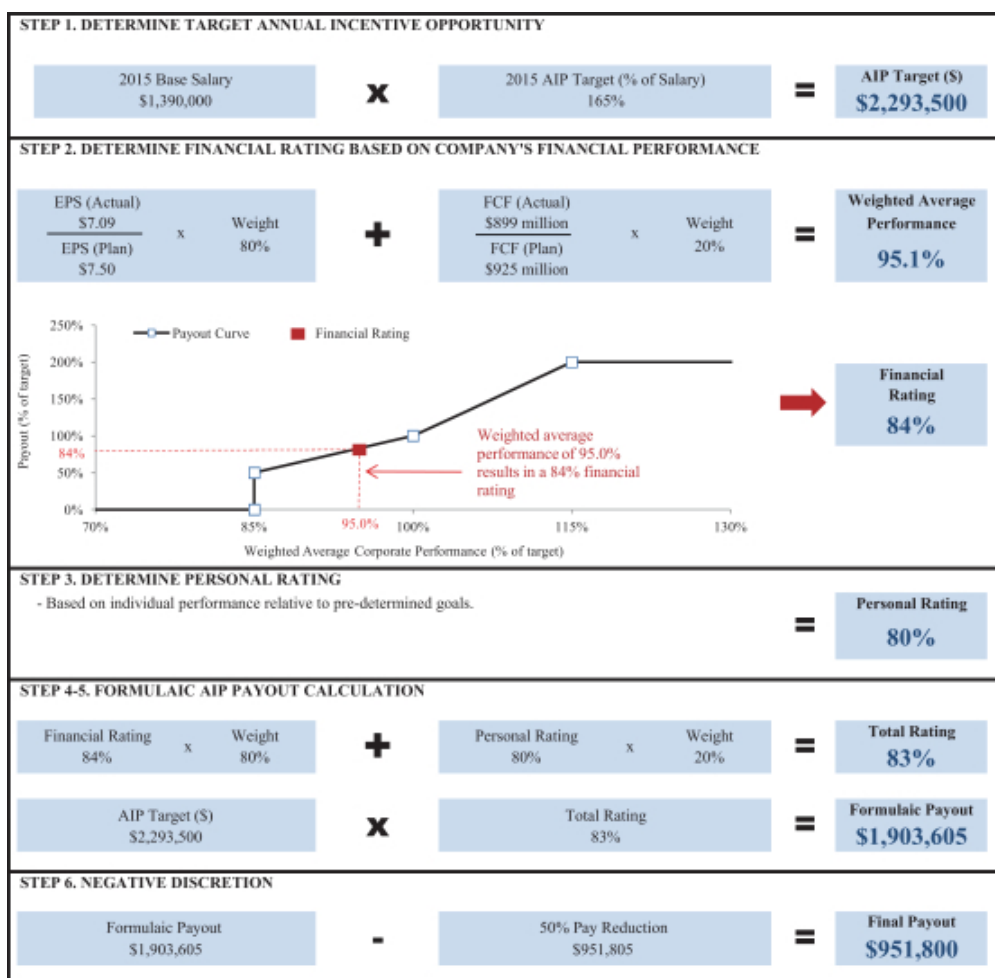 STEP 1. DETERMINE TARGET ANNUAL INCENTIVE OPPORTUNITY
2015 Base Salary
$1,390,000
x
2015 AIP Target (% of Salary)
165%
=
AIP Target ($)
$2,293,500
STEP 2. DETERMINE FINANCIAL RATING BASED ON COMPANY'S FINANCIAL PERFORMANCE
EPS (Actual)
$7.09
EPS (Plan)
$7.50
x
Weight
80%
+
FCF (Actual)
$899 million
FCF (Plan)
$925 million
x
Weight
20%
=
Weighted Average
Performance
95.1%
Payout (% of target)
250%
200%
150%
100%
84%
50%
0%
Payout Curve
Financial Rating
Weighted average
performance of 95.0%
results in a 84% financial
rating
70%
85%
95.0%
100%
115%
130%
Weighted Average Corporate Performance (% of target)
Financial
Rating
84%
STEP 3. DETERMINE PERSONAL RATING
- Based on individual performance relative to pre-determined goals.
=
Personal Rating
80%
STEP 4-5. FORMULAIC AIP PAYOUT CALCULATION
Financial Rating
84%
x
Weight
80%
+
Personal Rating
80%
x
Weight
20%
=
Total Rating
83%
AIP Target ($)
$2,293,500
x
Total Rating
83%
=
Formulaic Payout
$1,903,605
STEP 6. NEGATIVE DISCRETION
Formulaic Payout
$1,903,605
-
50% Pay Reduction
$951,805
=
Final Payout
$951,800